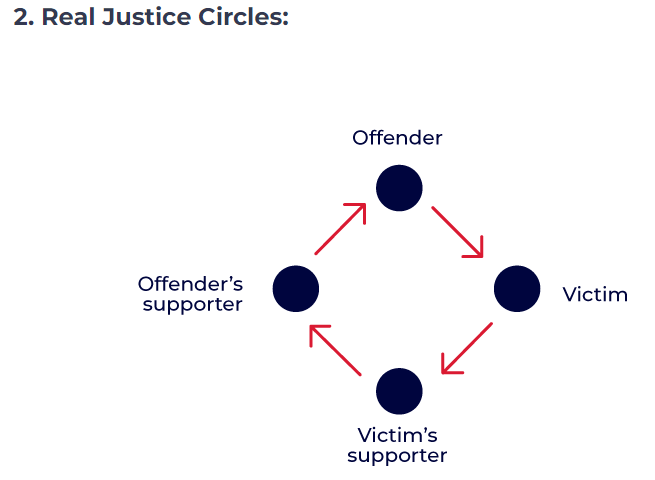 2. Real Justice Circles:
Offender
Offender’s
supporter
Victim
Victim’s
supporter